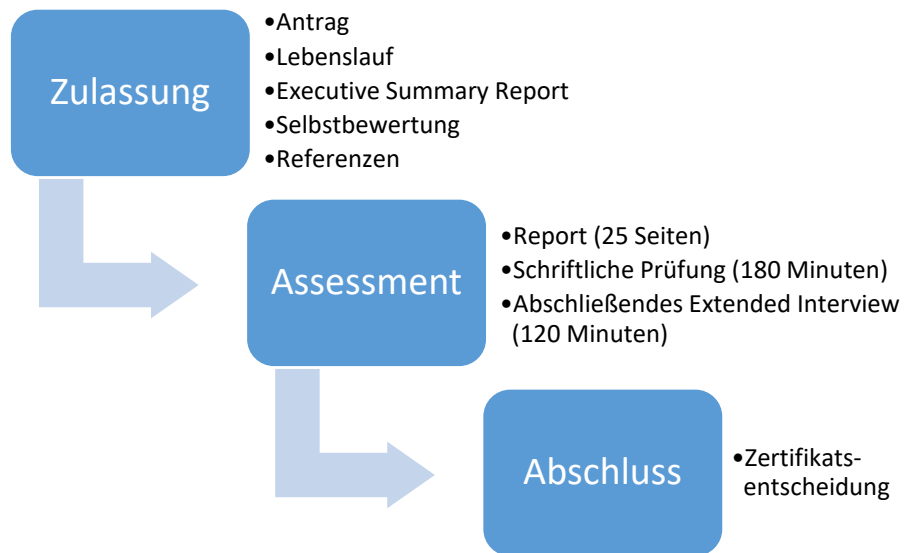 Zulassung
•Antrag
•Lebenslauf
•Executive Summary Report
•Selbstbewertung
•Referenzen
Assessment
•Report (25 Seiten)
•Schriftliche Prüfung (180 Minuten)
•Abschließendes Extended Interview
(120 Minuten)
Abschluss
•Zertifikats-
entscheidung